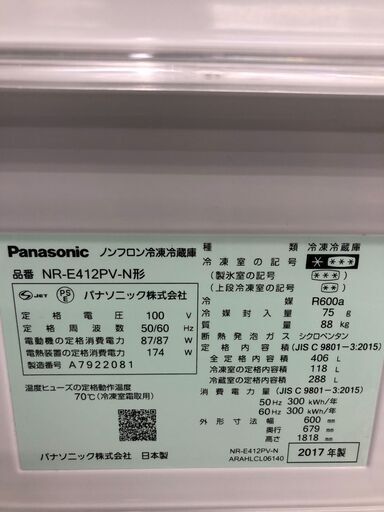 Panasonic ノンフロン冷凍冷蔵庫
品番 NR-E412PV-N形
S JET PS E パナソニック株式会社
定格電圧 100 V
定格周波数 50/60 Hz
電動機の定格消費電力 87/87 W
電熱装置の定格消費電力 174 W
製造番号 A7922081
温度ヒューズの定格動作温度
70℃(冷凍室霜取用)
パナソニック株式会社 日本製
種類 冷凍冷蔵庫
冷凍室の記号 ****
(製氷室の記号 ***)
(上段冷凍室の記号 **)
冷媒 R600a
冷媒封入量 75 g
質量 88 kg
断熱発泡ガス シクロペンタン
定格内容積 (JIS C 9801-3:2015)
全定格内容積 406 L
冷凍室定格内容積 118 L
冷蔵室定格内容積 288 L
消費電力量 (JIS C 9801-3:2015)
50 Hz 300 kWh/年
60 Hz 300 kWh/年
外形寸法 幅 600 mm
奥行 679 mm
高さ 1818 mm
NR-E412PV-N
ARAHLCL06140
2017年製